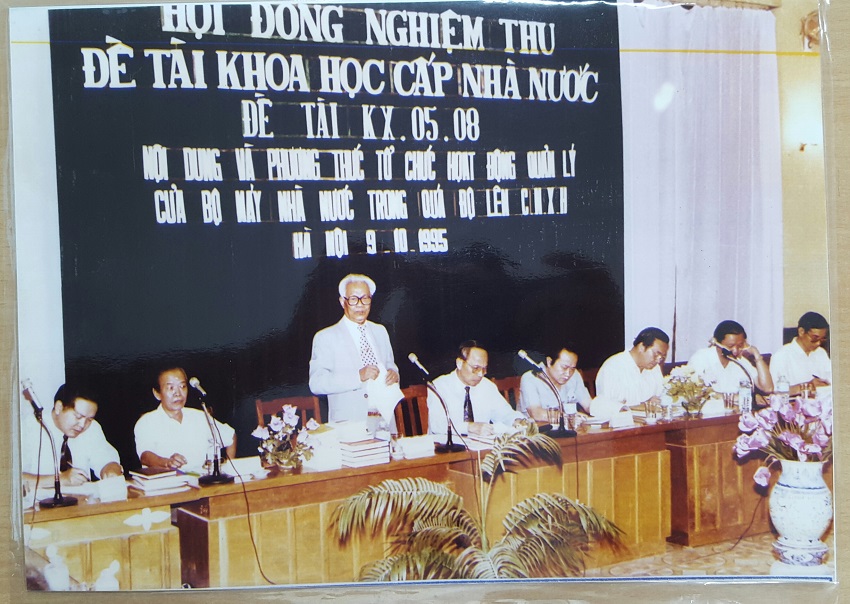 HỘI ĐỒNG NGHIỆM THU
ĐỀ TÀI KHOA HỌC CẤP NHÀ NƯỚC
ĐỀ TÀI KX.05.08
NỘI DUNG VÀ PHƯƠNG THỨC TỔ CHỨC HOẠT ĐỘNG QUẢN LÝ
CỦA BỘ MÁY NHÀ NƯỚC TRONG QUÁ ĐỘ LÊN C.N.X.H
HÀ NỘI 9.10.1995